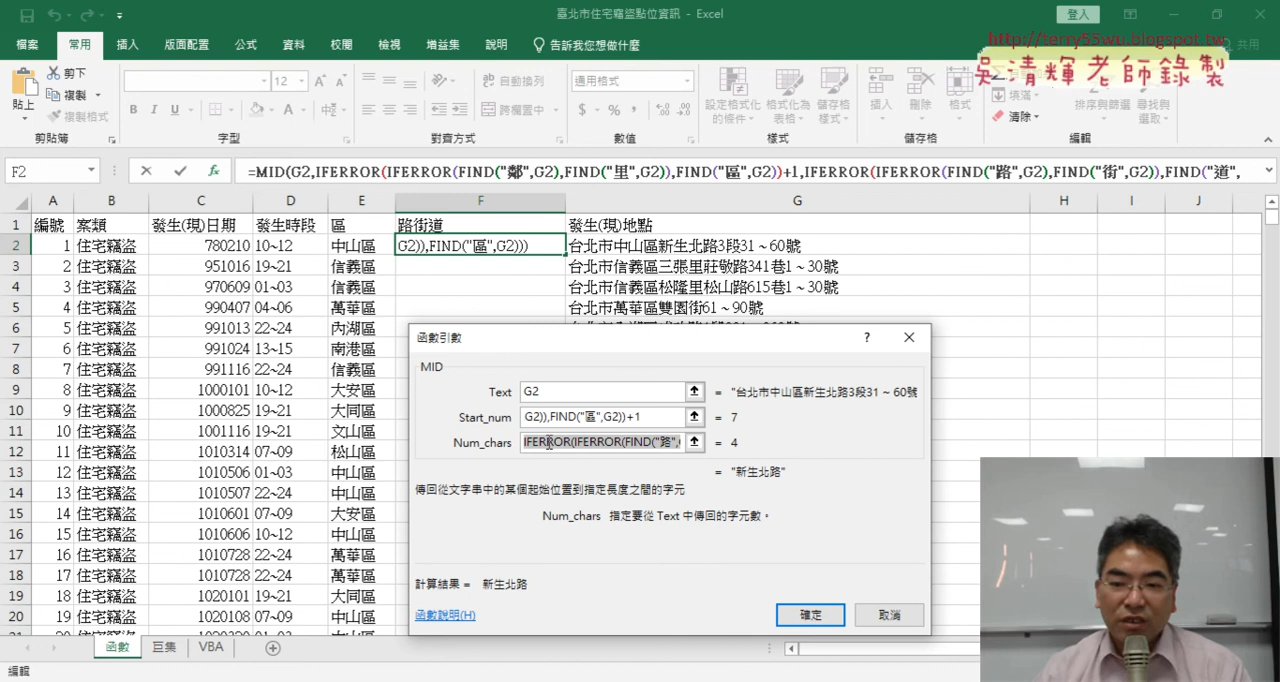 臺北市住宅竊盜點位資訊 - Excel
登入
檔案 常用 插入 版面配置 公式 資料 校閱 檢視 增益集 說明 告訴我您想做什麼 共用
http://terry55wu.blogspot.tw
吳清輝老師錄製
貼上 剪下 複製 複製格式
12 A A
B I U A
自動換列 跨欄置中
通用格式
$ % ,
設定格式化的條件 格式化為表格 儲存格樣式
插入 刪除 格式
填滿 清除
排序與篩選 尋找與選取
剪貼簿 字型 對齊方式 數值 樣式 儲存格 編輯
F2 fx =MID(G2,IFERROR(IFERROR(FIND("鄰",G2),FIND("里",G2)),FIND("區",G2))+1,IFERROR(IFERROR(FIND("路",G2),FIND("街",G2)),FIND("道",
A B C D E F G H I J
1 編號 案類 發生(現)日期 發生時段 區 路街道 發生(現)地點
2 1 住宅竊盜 780210 10~12 中山區 G2)),FIND("區",G2))) 台北市中山區新生北路3段31~60號
3 2 住宅竊盜 951016 19~21 信義區 台北市信義區三張里莊敬路341巷1~30號
4 3 住宅竊盜 970609 01~03 信義區 台北市信義區松隆里松山路615巷1~30號
5 4 住宅竊盜 990407 04~06 萬華區 台北市萬華區雙園街61~90號
6 5 住宅竊盜 991013 22~24 內湖區
7 6 住宅竊盜 991024 13~15 南港區
8 7 住宅竊盜 991116 22~24 信義區
9 8 住宅竊盜 1000101 10~12 大安區
10 9 住宅竊盜 1000825 19~21 大同區
11 10 住宅竊盜 1001116 19~21 文山區
12 11 住宅竊盜 1010314 07~09 松山區
13 12 住宅竊盜 1010506 01~03 中山區
14 13 住宅竊盜 1010507 22~24 中山區
15 14 住宅竊盜 1010601 07~09 大安區
16 15 住宅竊盜 1010606 10~12 中山區
17 16 住宅竊盜 1010728 22~24 萬華區
18 17 住宅竊盜 1010728 22~24 萬華區
19 18 住宅竊盜 1020101 19~21 大同區
20 19 住宅竊盜 1020108 07~09 中山區
函數引數 ?
MID
Text G2 = "台北市中山區新生北路3段31~60號
Start_num G2)),FIND("區",G2))+1 = 7
Num_chars IFERROR(IFERROR(FIND("路", = 4
= "新生北路"
傳回從文字串中的某個起始位置到指定長度之間的字元
Num_chars 指定要從 Text 中傳回的字元數。
計算結果 = 新生北路
函數說明(H) 確定 取消
函數 巨集 VBA
編輯